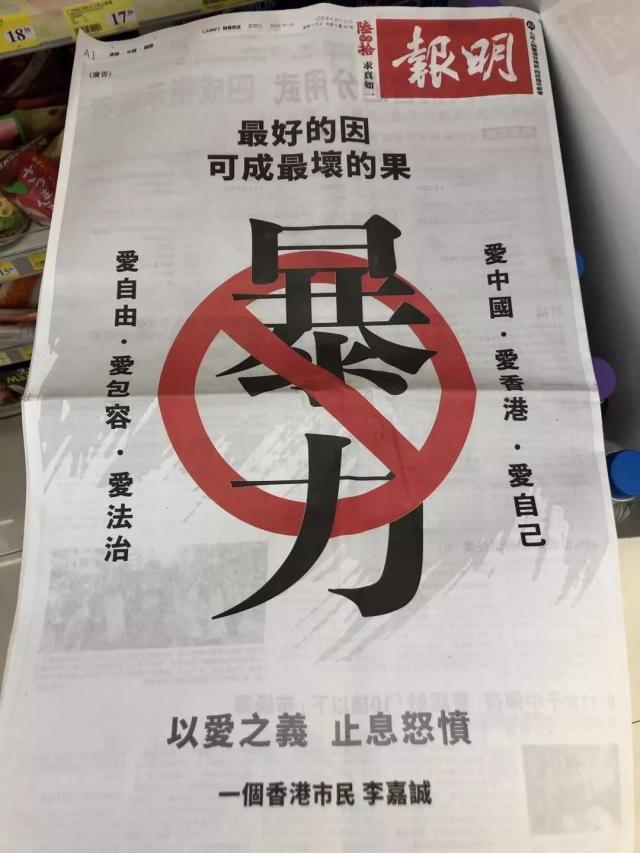 A1
(廣告)
求真如一
明報
最好的因
可成最壞的果
愛中國·愛香港·愛自己
暴力
愛自由·愛包容·愛法治
以愛之義 止息怒憤
一個香港市民 李嘉誠